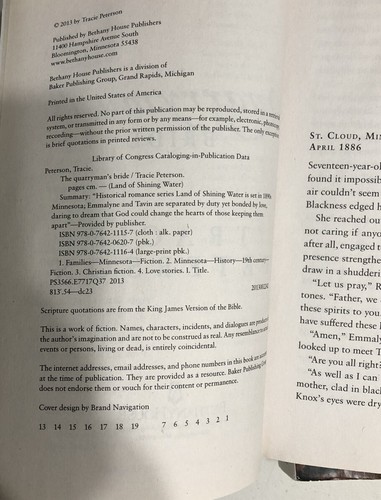 © 2013 by Tracie Peterson
Published by Bethany House Publishers
11400 Hampshire Avenue South
Bloomington, Minnesota 55438
www.bethanyhouse.com
Bethany House Publishers is a division of
Baker Publishing Group, Grand Rapids, Michigan
Printed in the United States of America
All rights reserved. No part of this publication may be reproduced, stored in a retrieval
system, or transmitted in any form or by any means—for example, electronic, photocopy,
recording—without the prior written permission of the publisher. The only exception
is brief quotations in printed reviews.
Library of Congress Cataloging-in-Publication Data
Peterson, Tracie.
The quarryman's bride / Tracie Peterson.
pages cm. — (Land of Shining Water)
Summary: "Historical romance series Land of Shining Water is set in 1890s
Minnesota; Emmalyne and Tavin are separated by duty yet bonded by love,
daring to dream that God could change the hearts of those keeping them
apart"—Provided by publisher.
ISBN 978-0-7642-1115-7 (cloth : alk. paper)
ISBN 978-0-7642-0620-7 (pbk.)
ISBN 978-0-7642-1116-4 (large-print pbk.)
1. Families—Minnesota—Fiction. 2. Minnesota—History—19th century—
Fiction. 3. Christian fiction. 4. Love stories. I. Title.
PS3566.E7717Q37 2013
813'.54—dc23
Scripture quotations are from the King James Version of the Bible.
This is a work of fiction. Names, characters, incidents, and dialogues are products of
the author's imagination and are not to be construed as real. Any resemblance to actual
events or persons, living or dead, is entirely coincidental.
The internet addresses, email addresses, and phone numbers in this book are accurate
at the time of publication. They are provided as a resource. Baker Publishing Group
does not endorse them or vouch for their content or permanence.
Cover design by Brand Navigation
13 14 15 16 17 18 19 7 6 5 4 3 2 1
St. Cloud, Min
April 1886
Seventeen-year-ol
found it impossib
air couldn't seem
Blackness edged h
She reached ou
not caring if anyo
after all, engaged t
presence strengthe
draw in a shudderi
"Let us pray," R
tones. "Father, we
these spirits to you
have suffered these l
"Amen," Emmaly
looked up to meet T
"Are you all right?
"As well as I can
mother, clad in black
Knox's eyes were dry